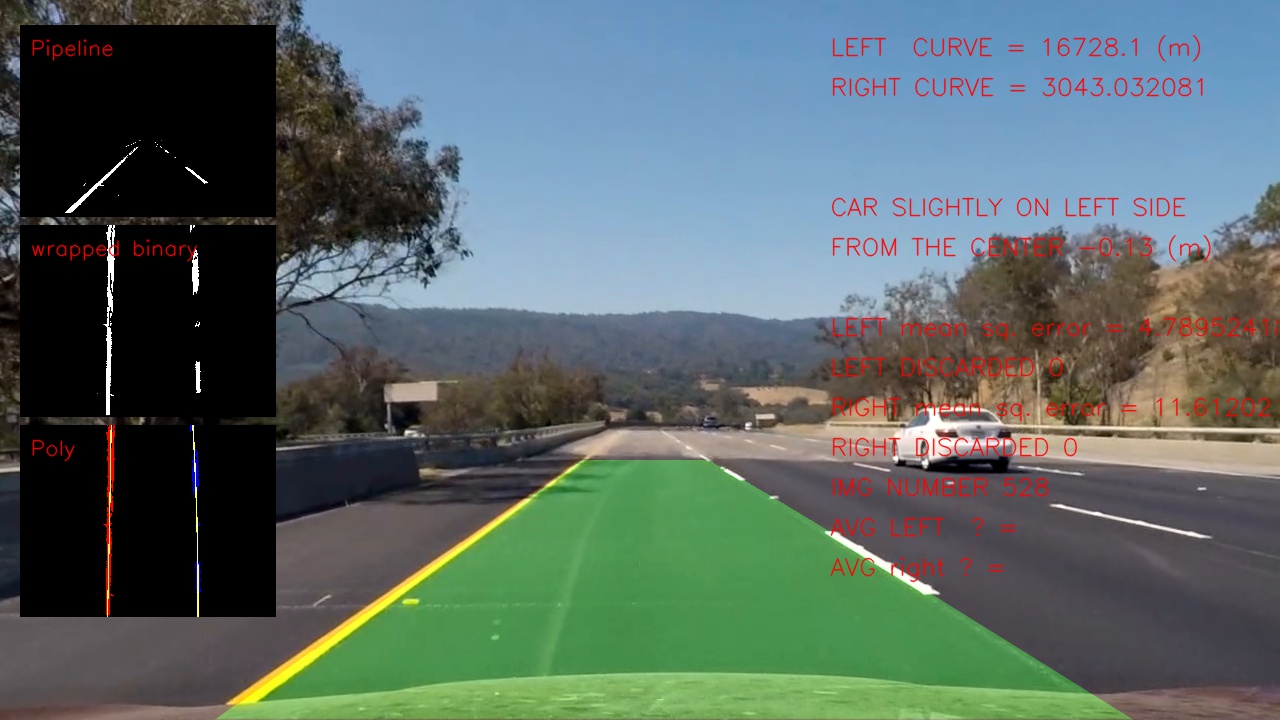 Pipeline
wrapped binary
Poly
LEFT CURVE = 16728.1 (m)
RIGHT CURVE = 3043.032081
CAR SLIGHTLY ON LEFT SIDE
FROM THE CENTER -0.13 (m)
LEFT mean sq. error = 4.7895241
LEFT DISCARDED 0
RIGHT mean sq. error = 11.61202
RIGHT DISCARDED 0
IMG NUMBER 528
AVG LEFT ? =
AVG right ? =